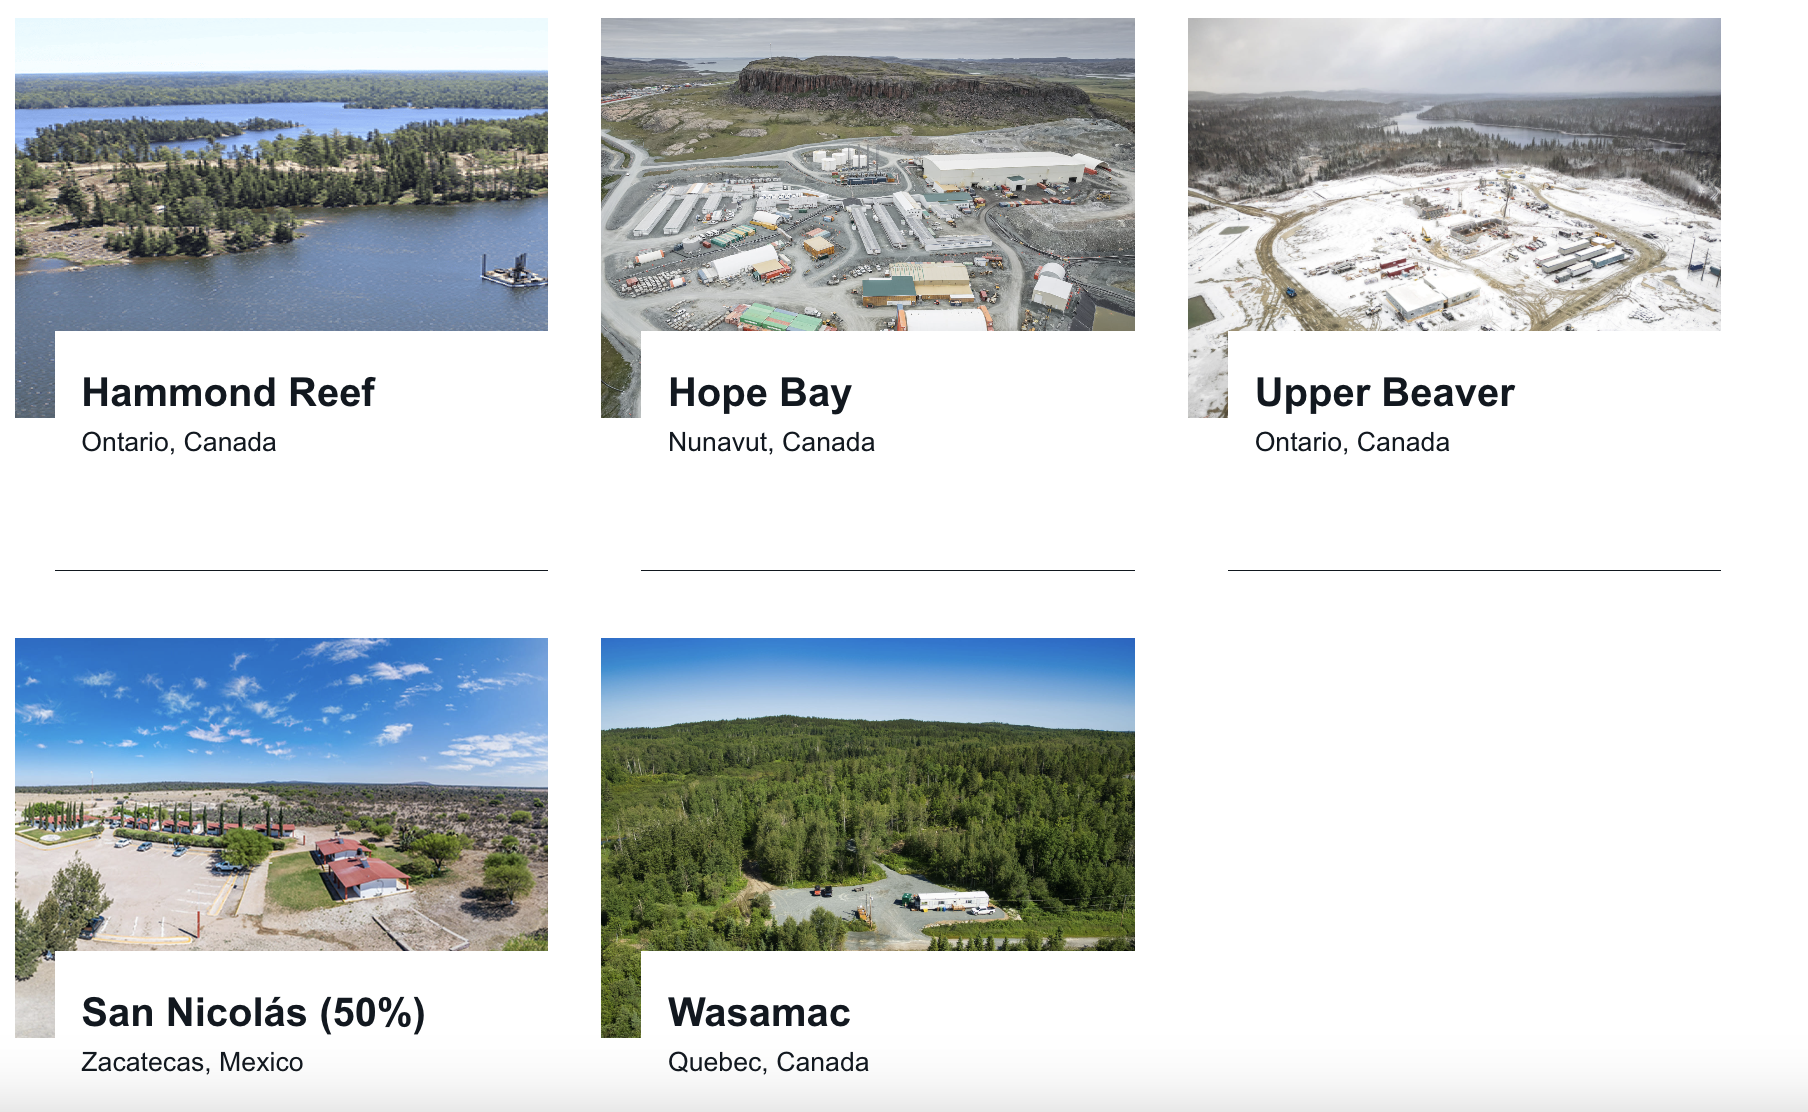 Hammond Reef
Ontario, Canada
Hope Bay
Nunavut, Canada
Upper Beaver
Ontario, Canada
San Nicolás (50%)
Zacatecas, Mexico
Wasamac
Quebec, Canada